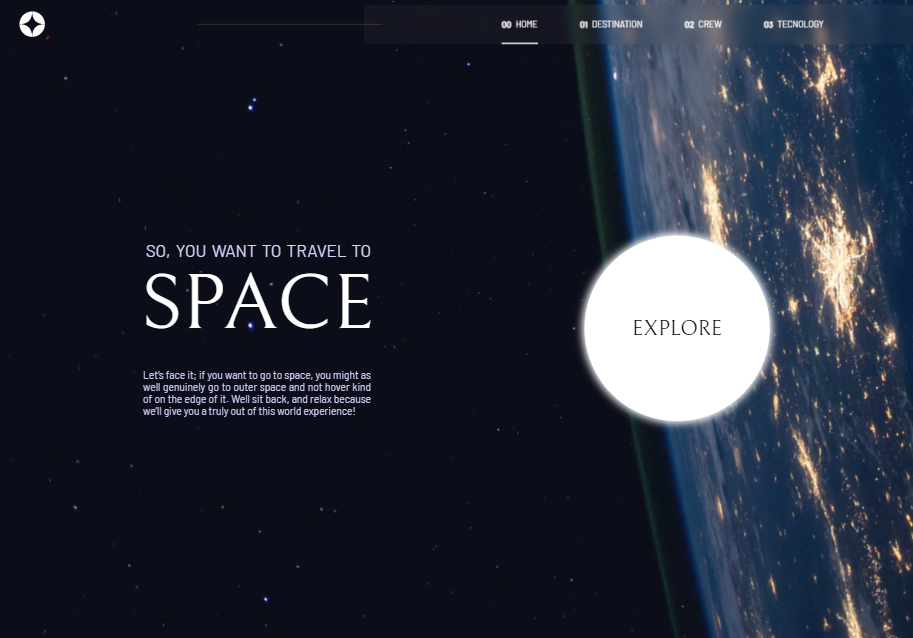 00 HOME 01 DESTINATION 02 CREW 03 TECNOLOGY
SO, YOU WANT TO TRAVEL TO
SPACE
Let's face it; if you want to go to space, you might as
well genuinely go to outer space and not hover kind
of on the edge of it. Well sit back, and relax because
we'll give you a truly out of this world experience!
EXPLORE